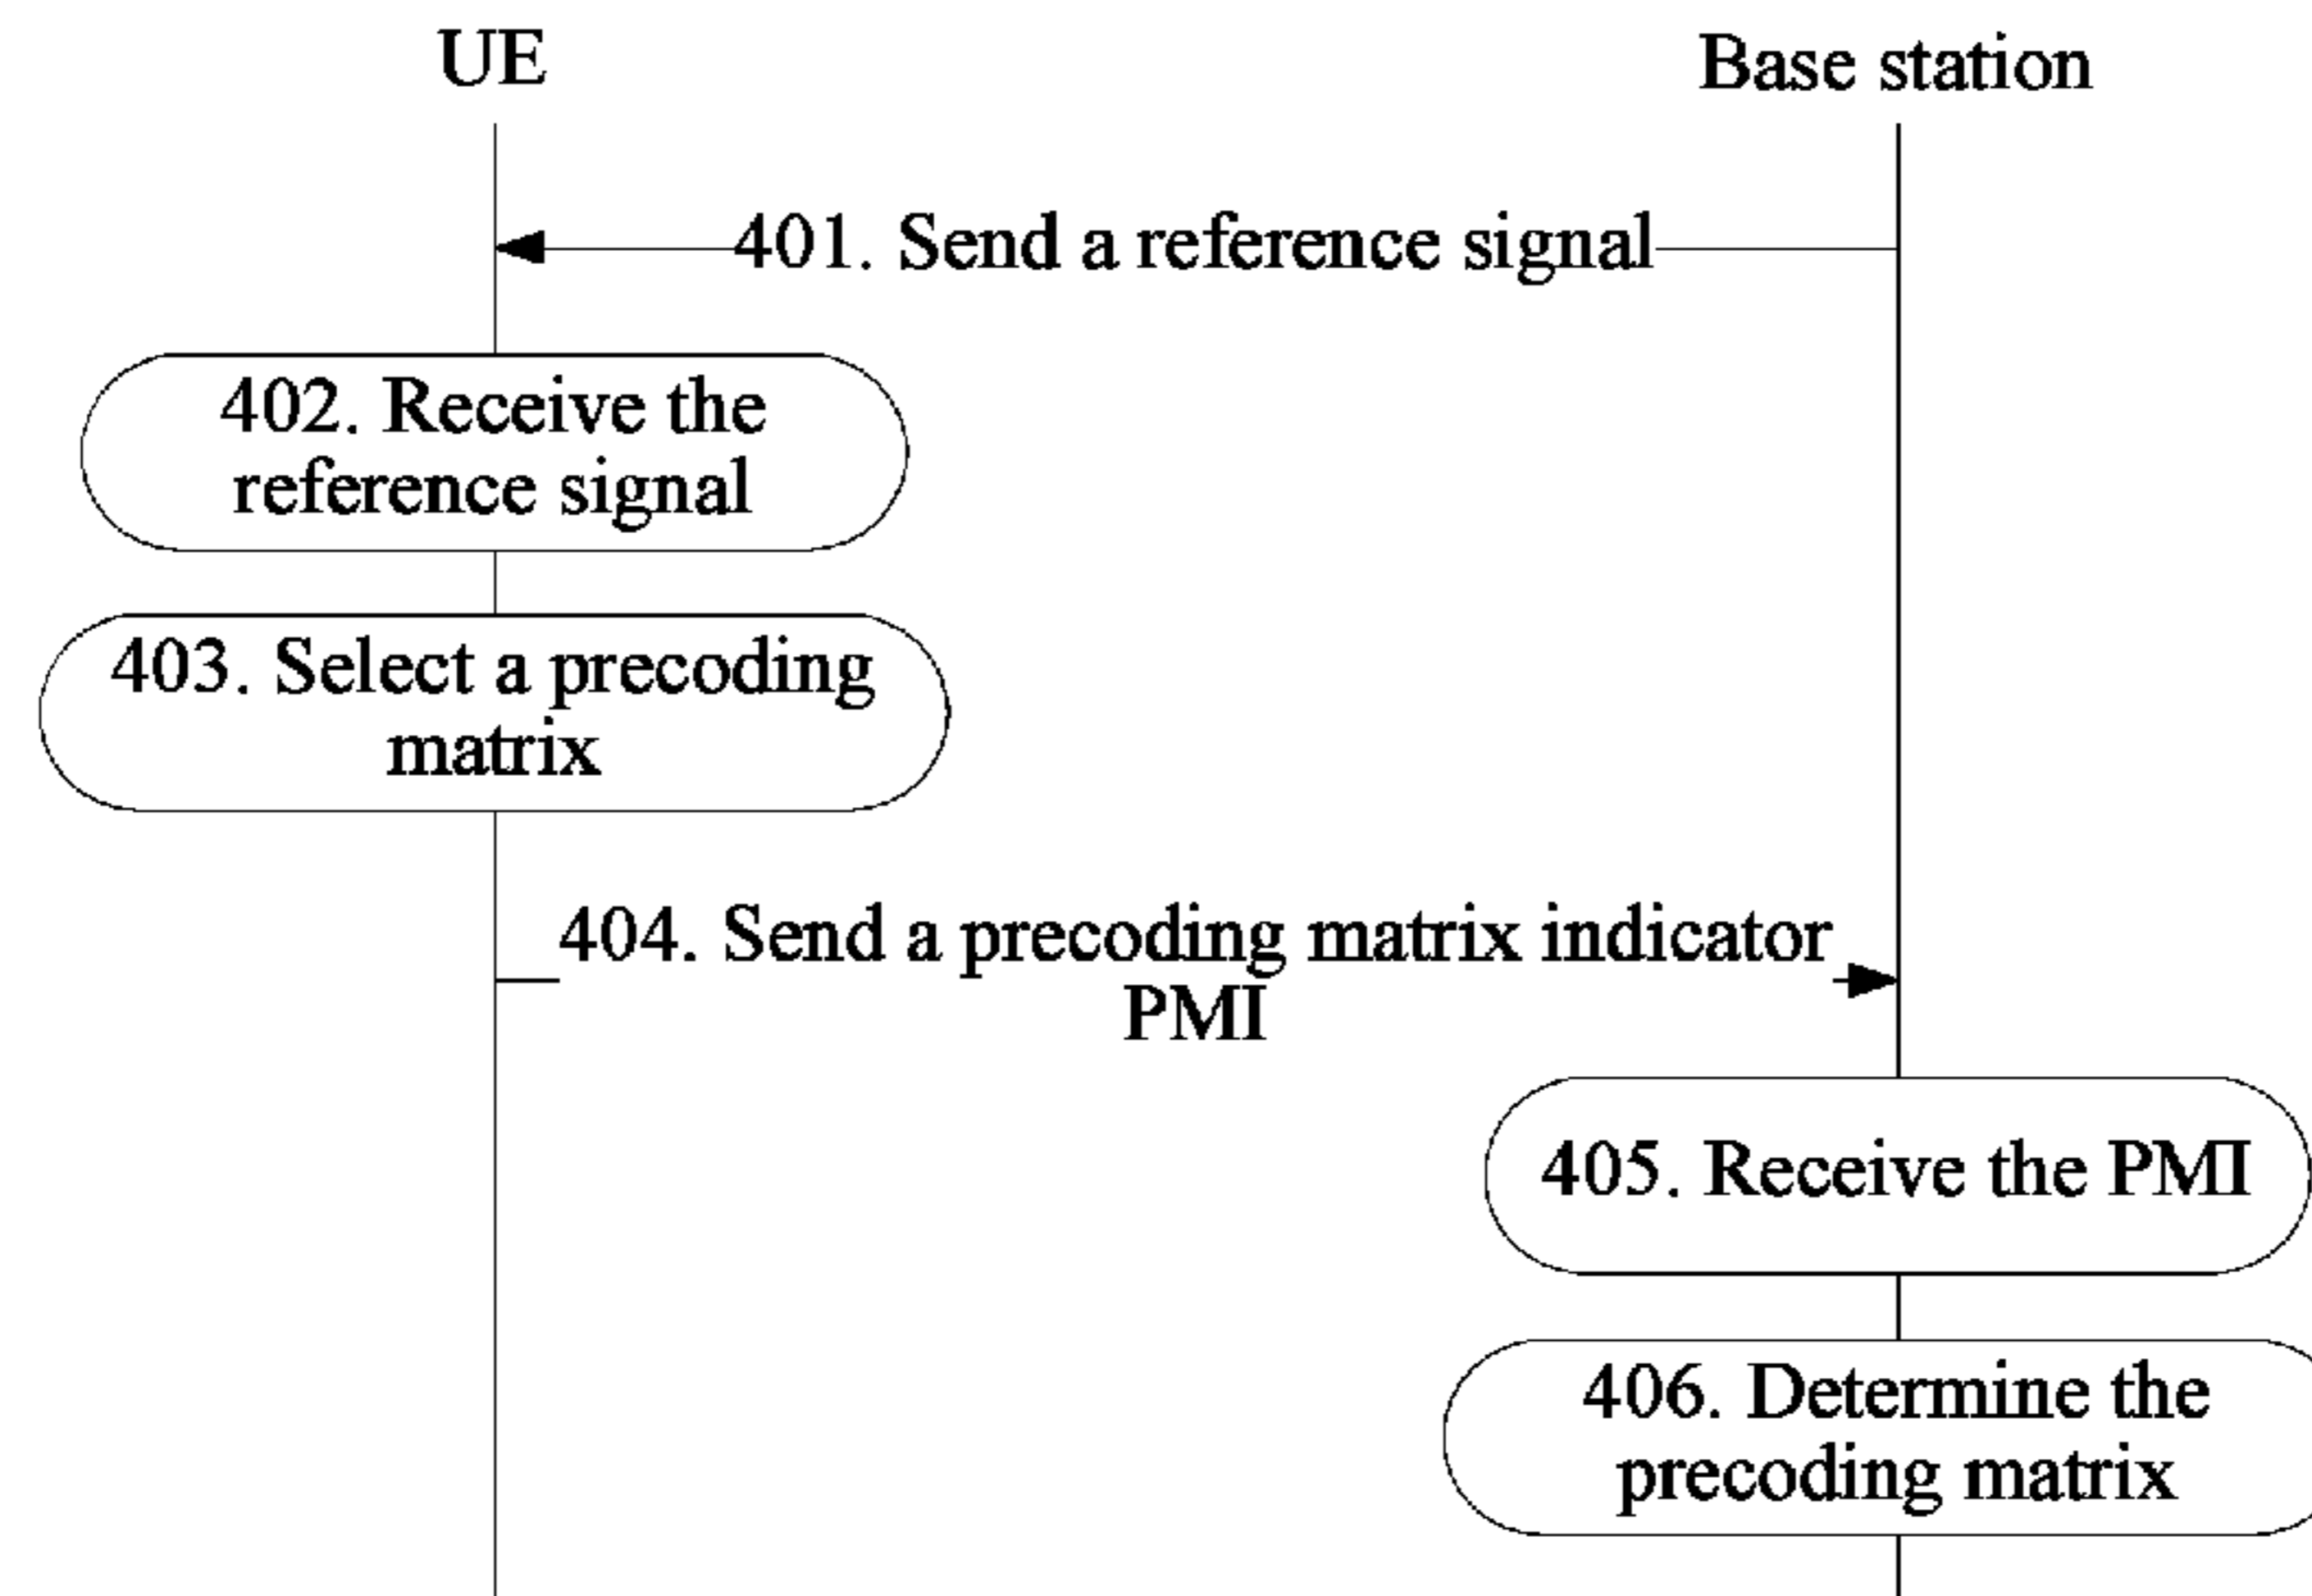 UE
Base station
401. Send a reference signal
402. Receive the
reference signal
403. Select a precoding
matrix
404. Send a precoding matrix indicator
PMI
405. Receive the PMI
406. Determine the
precoding matrix